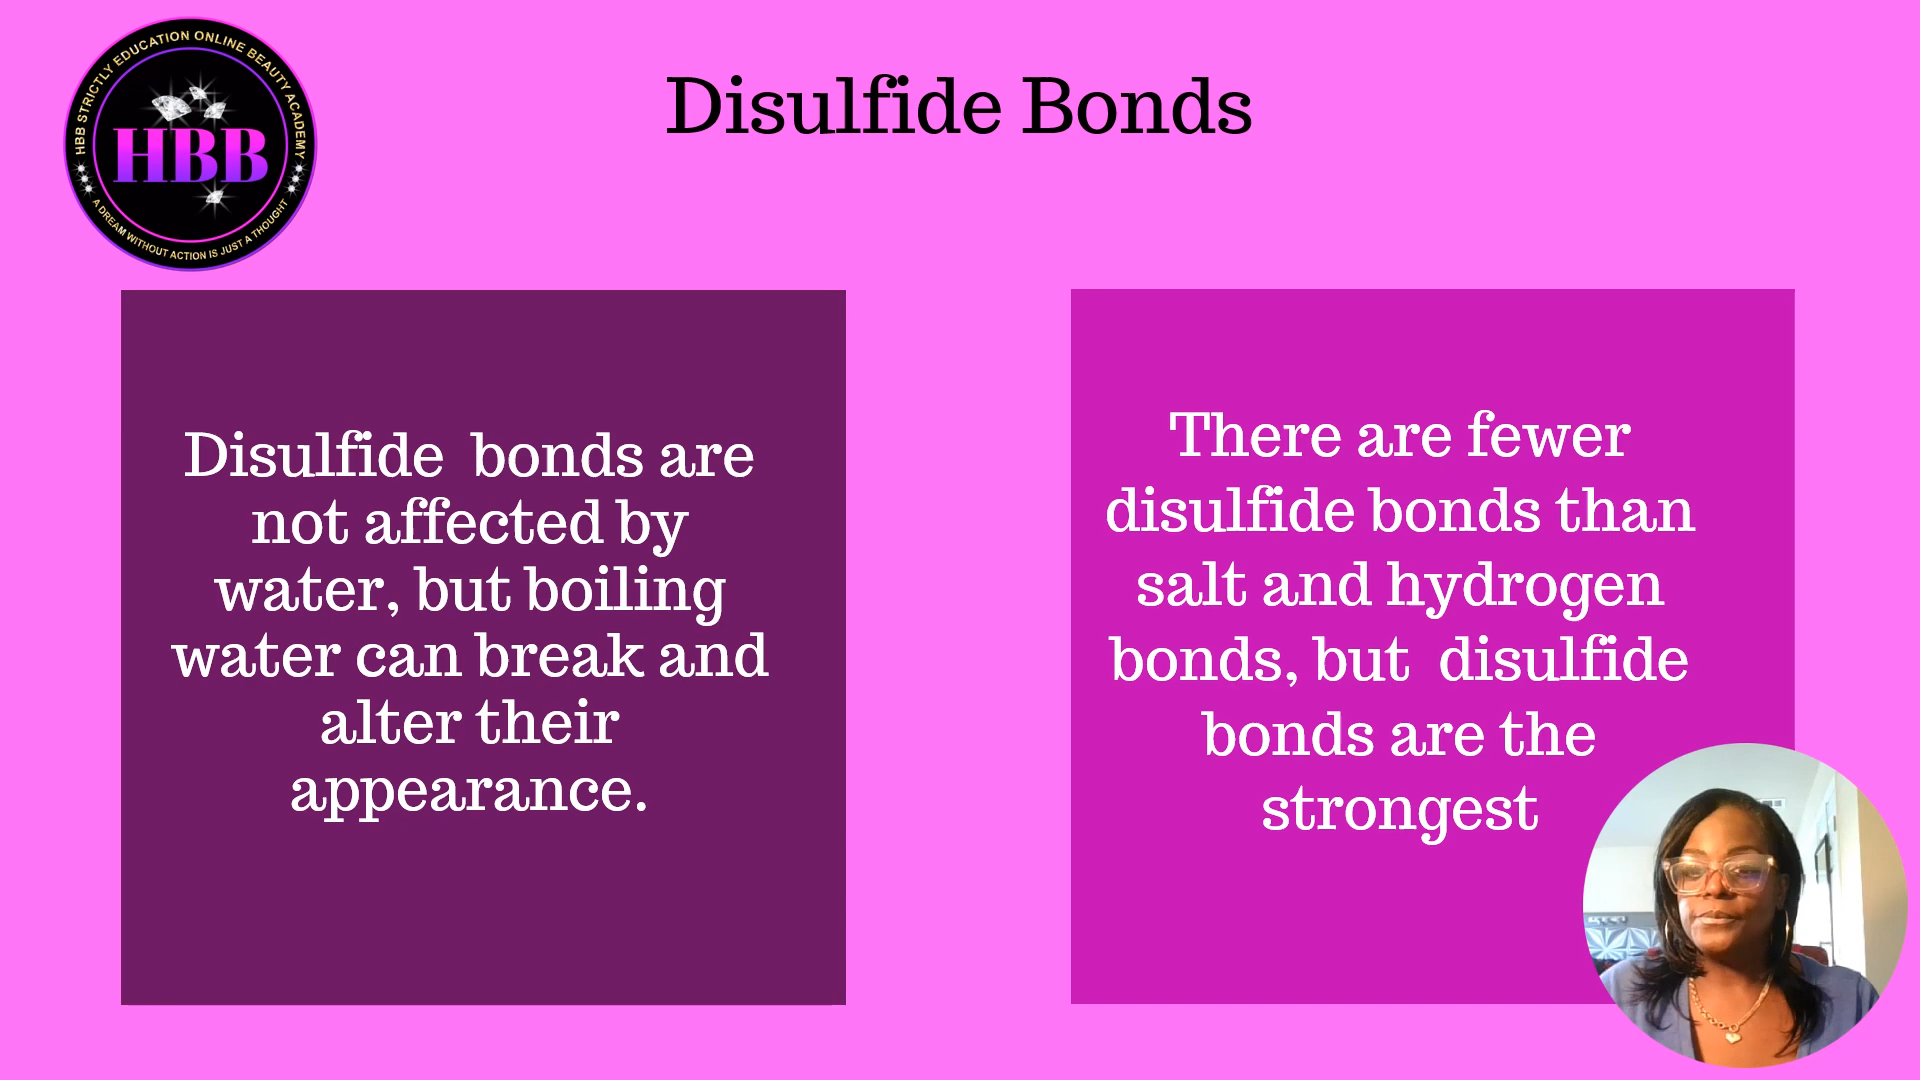 HBB STRICTLY EDUCATION ONLINE BEAUTY ACADEMY
HBB
A DREAM WITHOUT ACTION IS JUST A THOUGHT
Disulfide Bonds
Disulfide bonds are
not affected by
water, but boiling
water can break and
alter their
appearance.
There are fewer
disulfide bonds than
salt and hydrogen
bonds, but disulfide
bonds are the
strongest